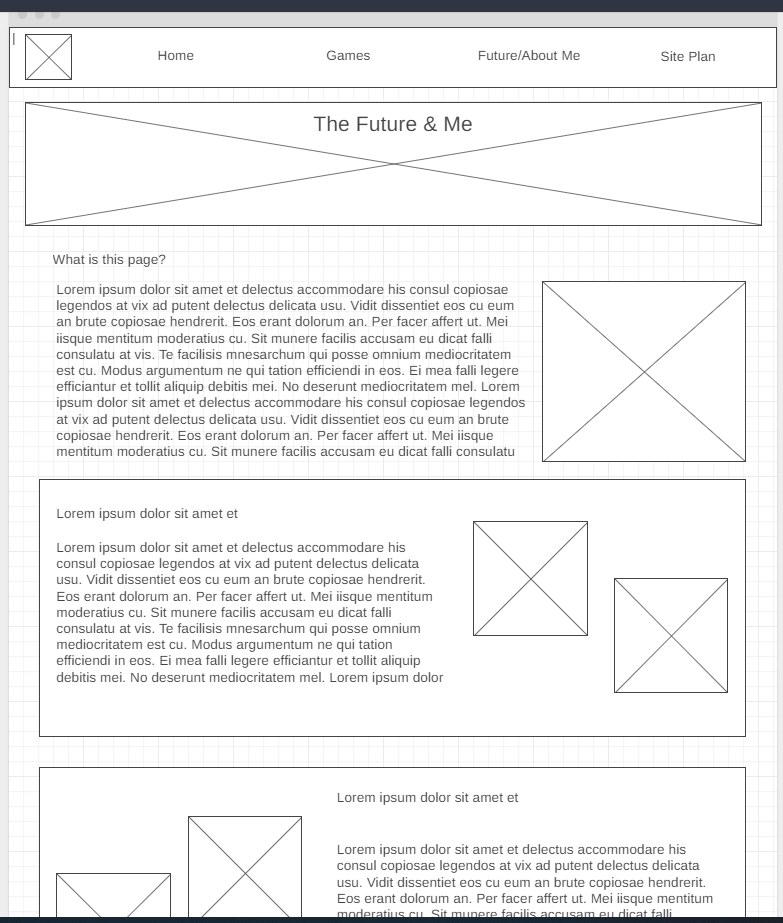 Home
Games
Future/About Me
Site Plan
The Future & Me
What is this page?
Lorem ipsum dolor sit amet et delectus accommodare his consul copiosae
legendos at vix ad putent delectus delicata usu. Vidit dissentiet eos cu eum
an brute copiosae hendrerit. Eos erant dolorum an. Per facer affert ut. Mei
iisque mentitum moderatius cu. Sit munere facilis accusam eu dicat falli
consulatu at vis. Te facilisis mnesarchum qui posse omnium mediocritatem
est cu. Modus argumentum ne qui tation efficiendi in eos. Ei mea falli legere
efficiantur et tollit aliquip debitis mei. No deserunt mediocritatem mel. Lorem
ipsum dolor sit amet et delectus accommodare his consul copiosae legendos
at vix ad putent delectus delicata usu. Vidit dissentiet eos cu eum an brute
copiosae hendrerit. Eos erant dolorum an. Per facer affert ut. Mei iisque
mentitum moderatius cu. Sit munere facilis accusam eu dicat falli consulatu
Lorem ipsum dolor sit amet et
Lorem ipsum dolor sit amet et delectus accommodare his
consul copiosae legendos at vix ad putent delectus delicata
usu. Vidit dissentiet eos cu eum an brute copiosae hendrerit.
Eos erant dolorum an. Per facer affert ut. Mei iisque mentitum
moderatius cu. Sit munere facilis accusam eu dicat falli
consulatu at vis. Te facilisis mnesarchum qui posse omnium
mediocritatem est cu. Modus argumentum ne qui tation
efficiendi in eos. Ei mea falli legere efficiantur et tollit aliquip
debitis mei. No deserunt mediocritatem mel. Lorem ipsum dolor
Lorem ipsum dolor sit amet et
Lorem ipsum dolor sit amet et delectus accommodare his
consul copiosae legendos at vix ad putent delectus delicata
usu. Vidit dissentiet eos cu eum an brute copiosae hendrerit.
Eos erant dolorum an. Per facer affert ut. Mei iisque mentitum
moderatius cu. Sit munere facilis accusam eu dicat falli